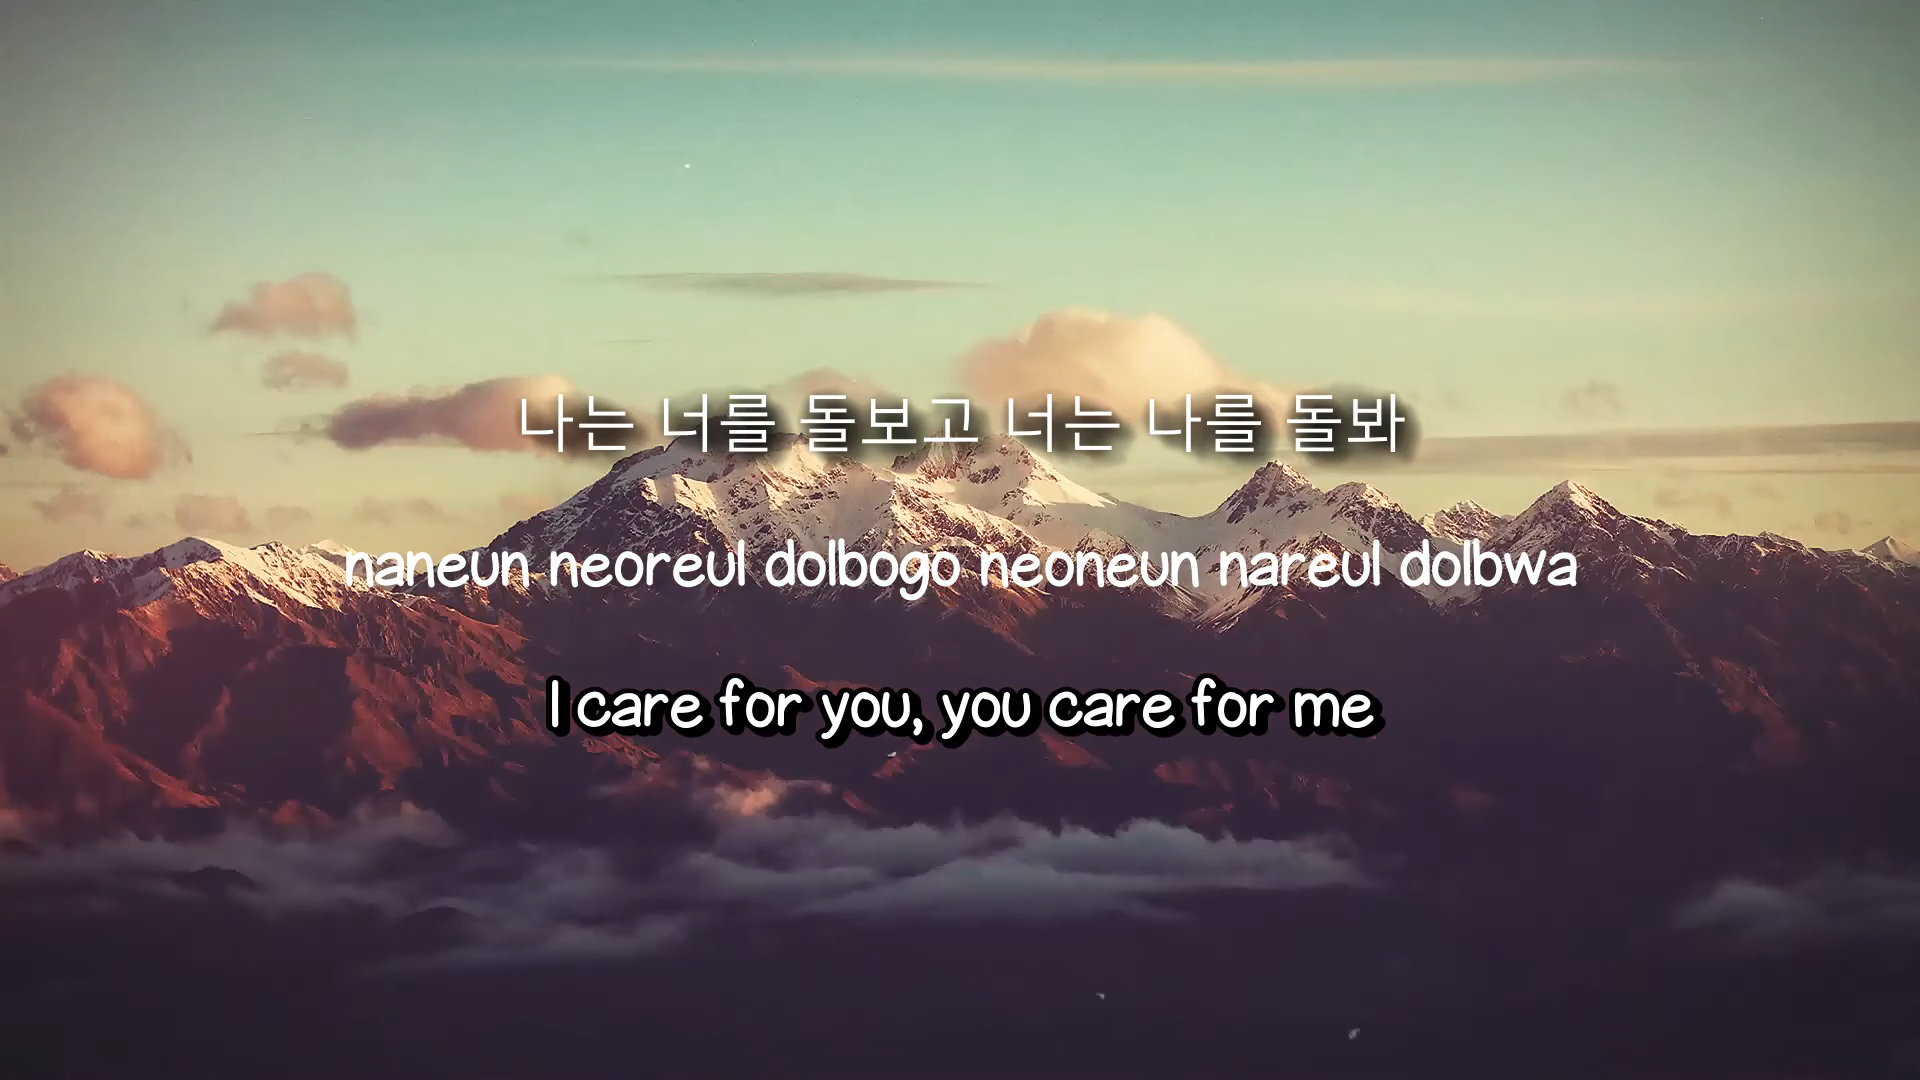 나는 너를 돌보고 너는 나를 돌봐
naneun neoreul dolbogo neoneun nareul dolbwa
I care for you, you care for me